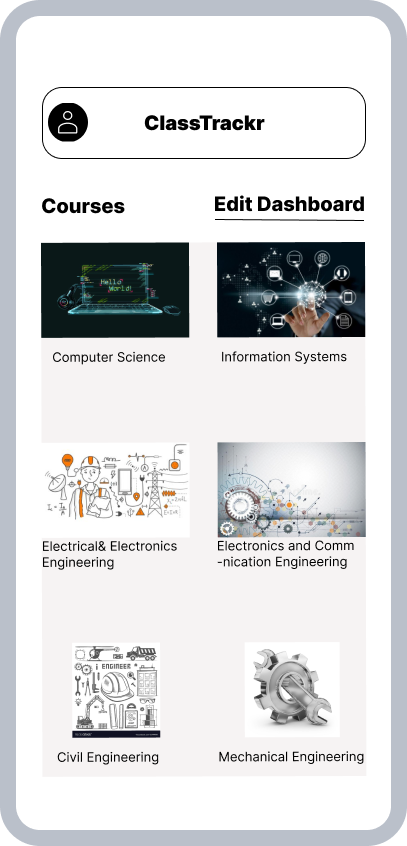 ClassTrackr
Courses
Edit Dashboard
Hello
World!
Computer Science
Information Systems
Electrical& Electronics
Engineering
Electronics and Comm
-nication Engineering
ENGINEER
Civil Engineering
Mechanical Engineering